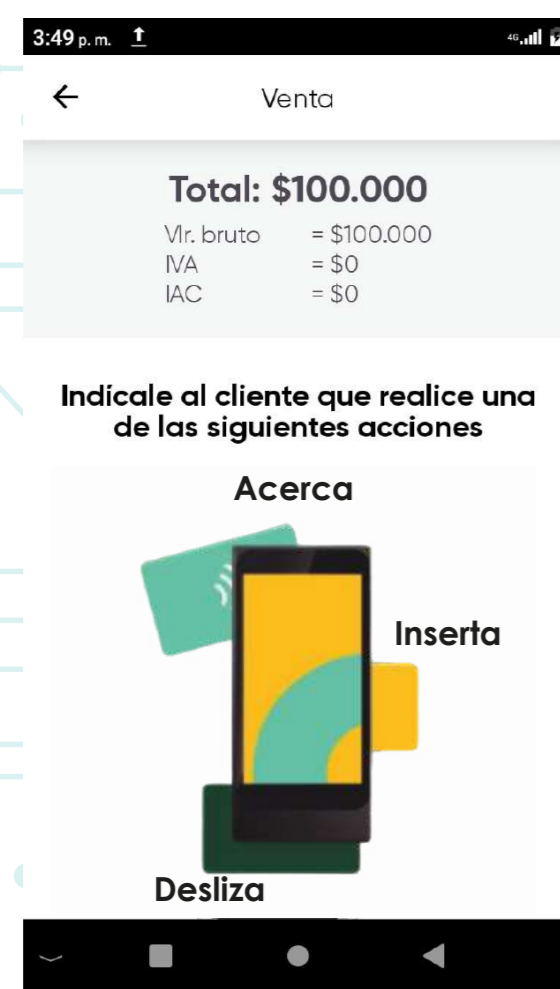 3:49 p. m.
4G
Venta
Total: $100.000
Vlr. bruto = $100.000
IVA = $0
IAC = $0
Indícale al cliente que realice una
de las siguientes acciones
Acerca
Inserta
Desliza